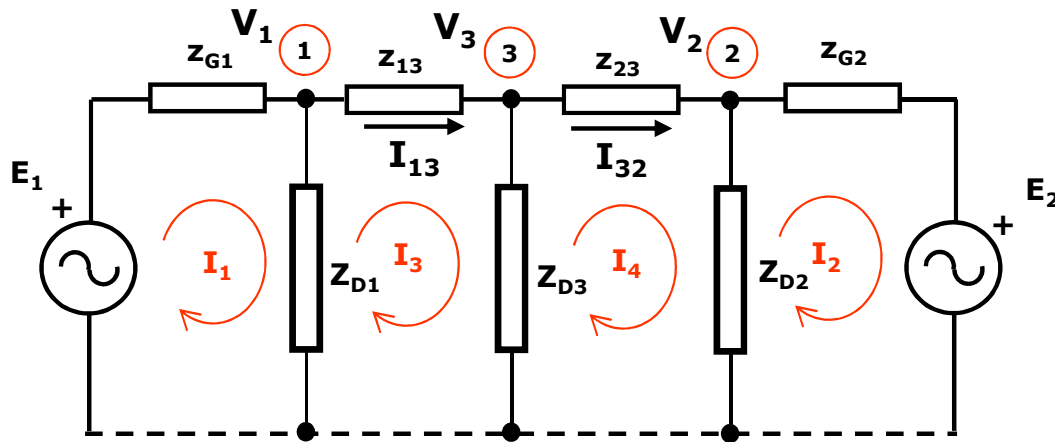 V1 1
V3 3
V2 2
zG1
z13
z23
zG2
I13
I32
E1
+
E2
+
I1
ZD1
I3
ZD3
I4
ZD2
I2